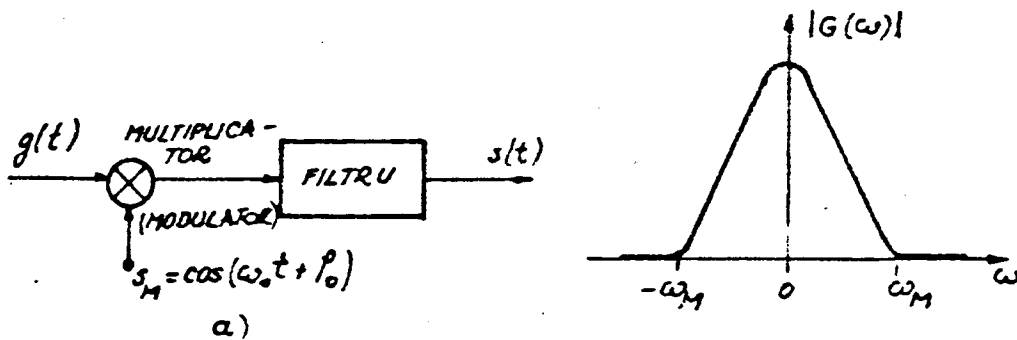 |G(ω)|
g(t)
MULTIPLICA-
TOR
FILTRU
s(t)
(MODULATOR)
s_M = cos(ω₀t + φ₀)
a)
-ω_M
0
ω_M
ω